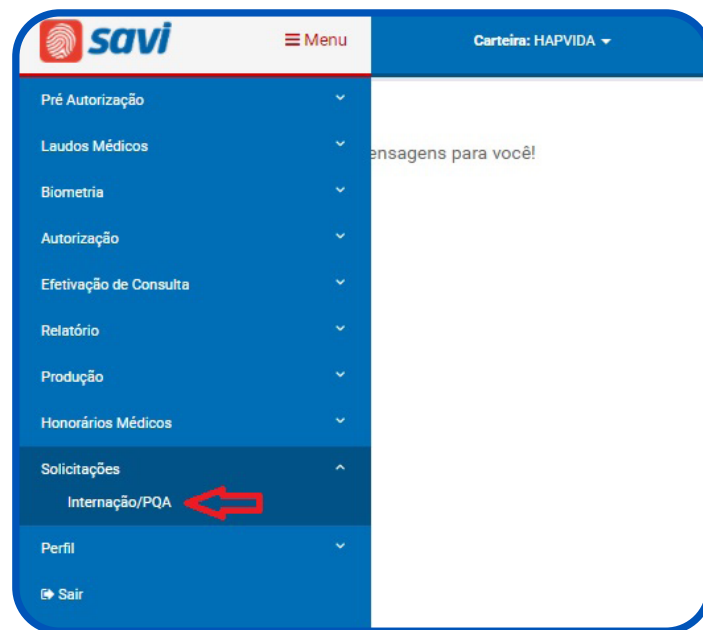 savi
Menu
Carteira: HAPVIDA
Pré Autorização
Laudos Médicos
ensagens para você!
Biometria
Autorização
Efetivação de Consulta
Relatório
Produção
Honorários Médicos
Solicitações
Internação/PQA
Perfil
Sair